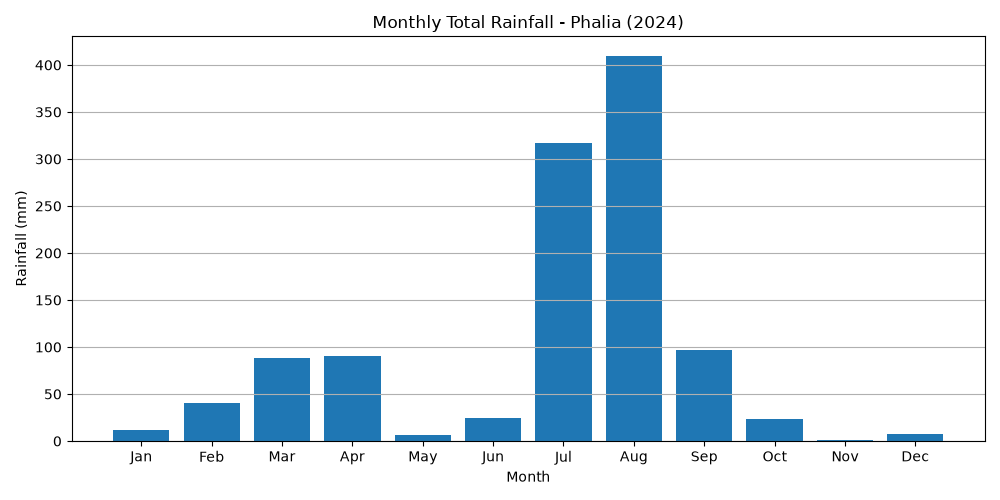 Monthly Total Rainfall - Phalia (2024)
Rainfall (mm)
400
350
300
250
200
150
100
50
0
Jan Feb Mar Apr May Jun Jul Aug Sep Oct Nov Dec
Month